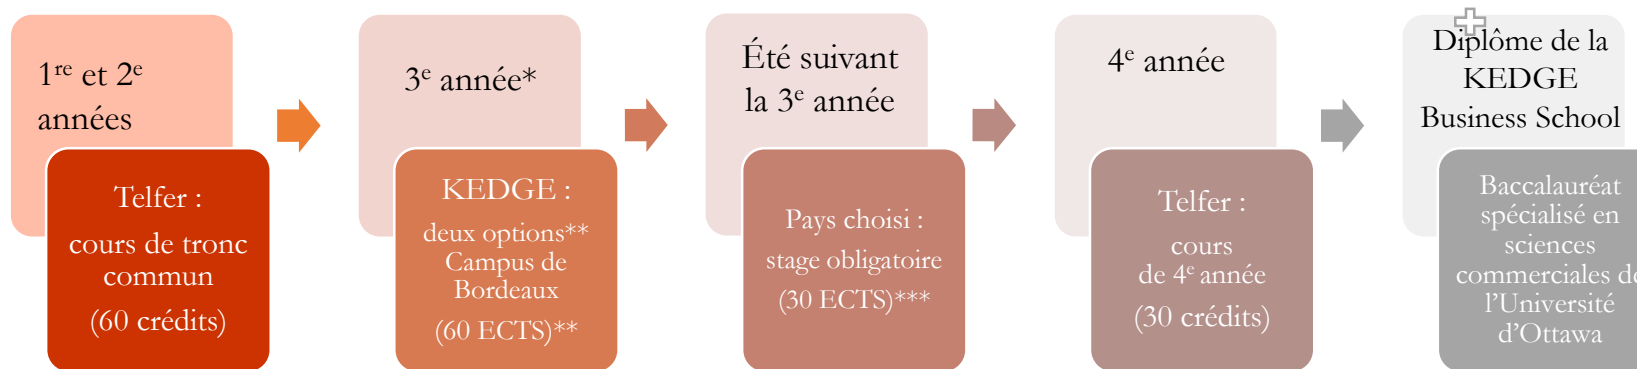 1re et 2e
années
Telfer :
cours de tronc
commun
(60 crédits)
3e année*
KEDGE :
deux options**
Campus de
Bordeaux
(60 ECTS)**
Été suivant
la 3e année
Pays choisi :
stage obligatoire
(30 ECTS)***
4e année
Telfer :
cours
de 4e année
(30 crédits)
Diplôme de la
KEDGE
Business School
Baccalauréat
spécialisé en
sciences
commerciales de
l'Université
d'Ottawa